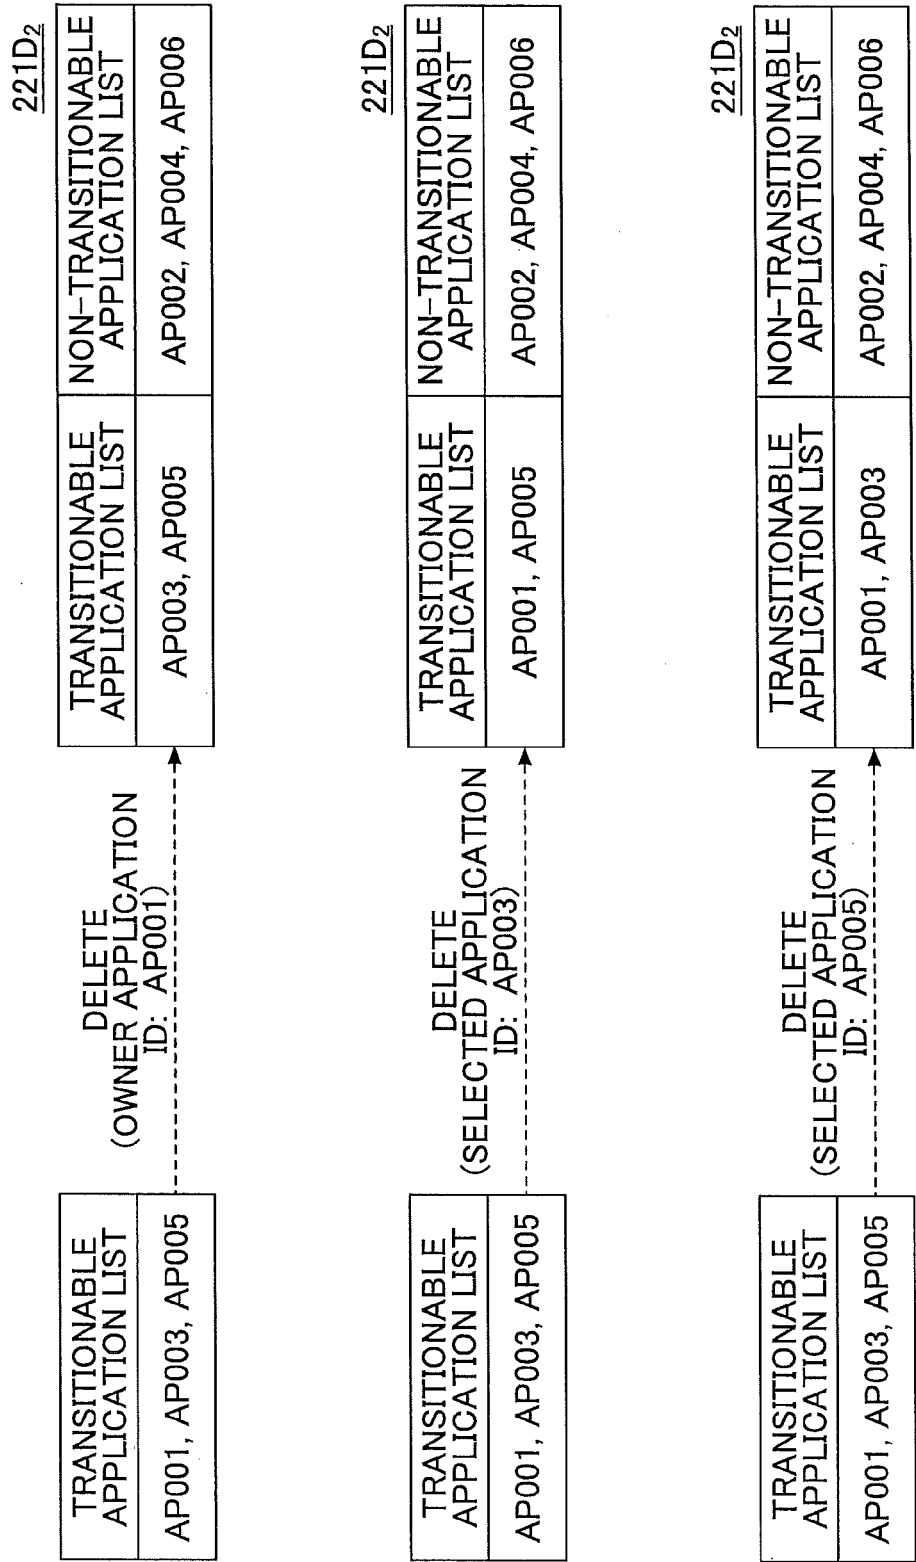 TRANSITIONABLE
APPLICATION LIST
AP001, AP003, AP005
DELETE
(OWNER APPLICATION
ID: AP001)
221D2
TRANSITIONABLE
APPLICATION LIST
NON-TRANSITIONABLE
APPLICATION LIST
AP003, AP005
AP002, AP004, AP006
TRANSITIONABLE
APPLICATION LIST
AP001, AP003, AP005
DELETE
(SELECTED APPLICATION
ID: AP003)
221D2
TRANSITIONABLE
APPLICATION LIST
NON-TRANSITIONABLE
APPLICATION LIST
AP001, AP005
AP002, AP004, AP006
TRANSITIONABLE
APPLICATION LIST
AP001, AP003, AP005
DELETE
(SELECTED APPLICATION
ID: AP005)
221D2
TRANSITIONABLE
APPLICATION LIST
NON-TRANSITIONABLE
APPLICATION LIST
AP001, AP003
AP002, AP004, AP006